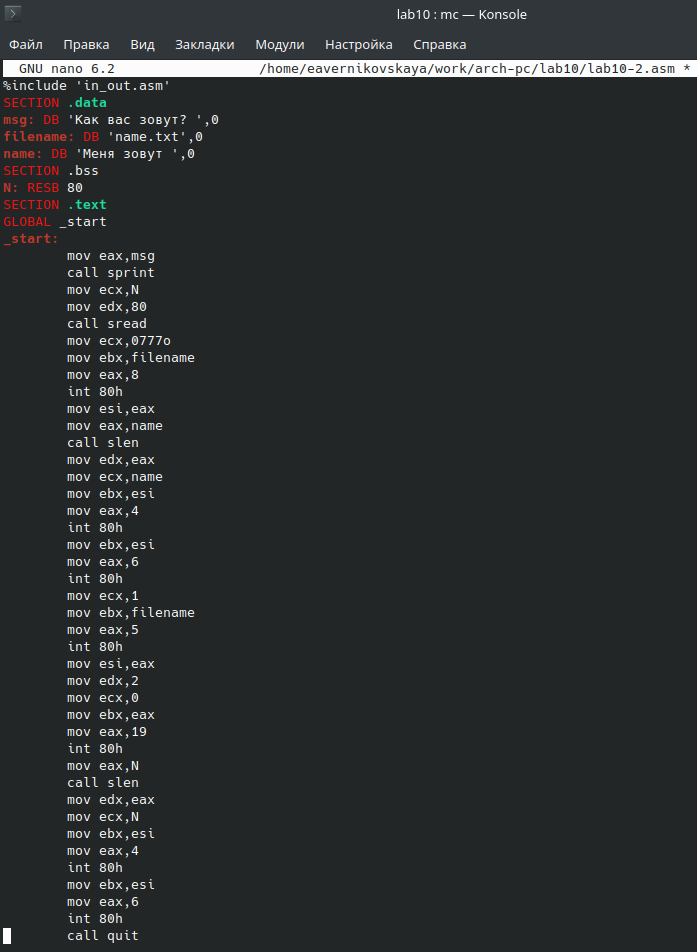 lab10 : mc — Konsole
Файл Правка Вид Закладки Модули Настройка Справка
GNU nano 6.2 /home/eavernikovskaya/work/arch-pc/lab10/lab10-2.asm *
%include 'in_out.asm'
SECTION .data
msg: DB 'Как вас зовут? ',0
filename: DB 'name.txt',0
name: DB 'Меня зовут ',0
SECTION .bss
N: RESB 80
SECTION .text
GLOBAL _start
_start:
mov eax,msg
call sprint
mov ecx,N
mov edx,80
call sread
mov ecx,0777o
mov ebx,filename
mov eax,8
int 80h
mov esi,eax
mov eax,name
call slen
mov edx,eax
mov ecx,name
mov ebx,esi
mov eax,4
int 80h
mov ebx,esi
mov eax,6
int 80h
mov ecx,1
mov ebx,filename
mov eax,5
int 80h
mov esi,eax
mov edx,2
mov ecx,0
mov ebx,eax
mov eax,19
int 80h
mov eax,N
call slen
mov edx,eax
mov ecx,N
mov ebx,esi
mov eax,4
int 80h
mov ebx,esi
mov eax,6
int 80h
call quit